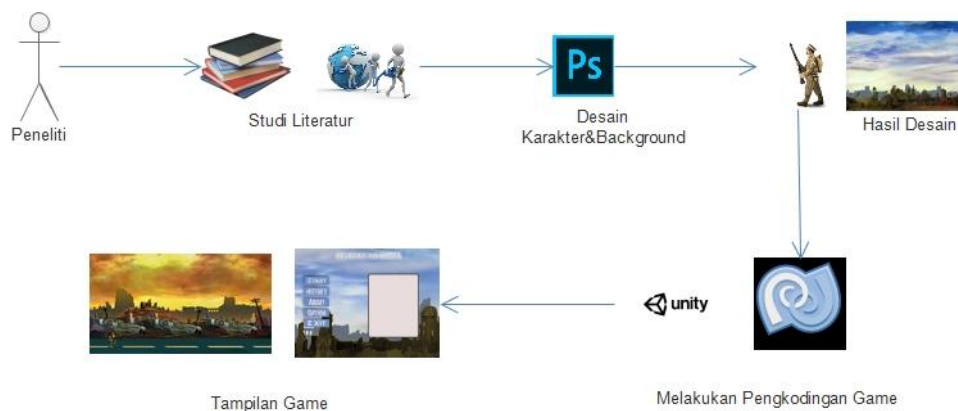 Peneliti
Studi Literatur
Ps
Desain
Karakter&Background
Hasil Desain
unity
Tampilan Game
Melakukan Pengkodingan Game